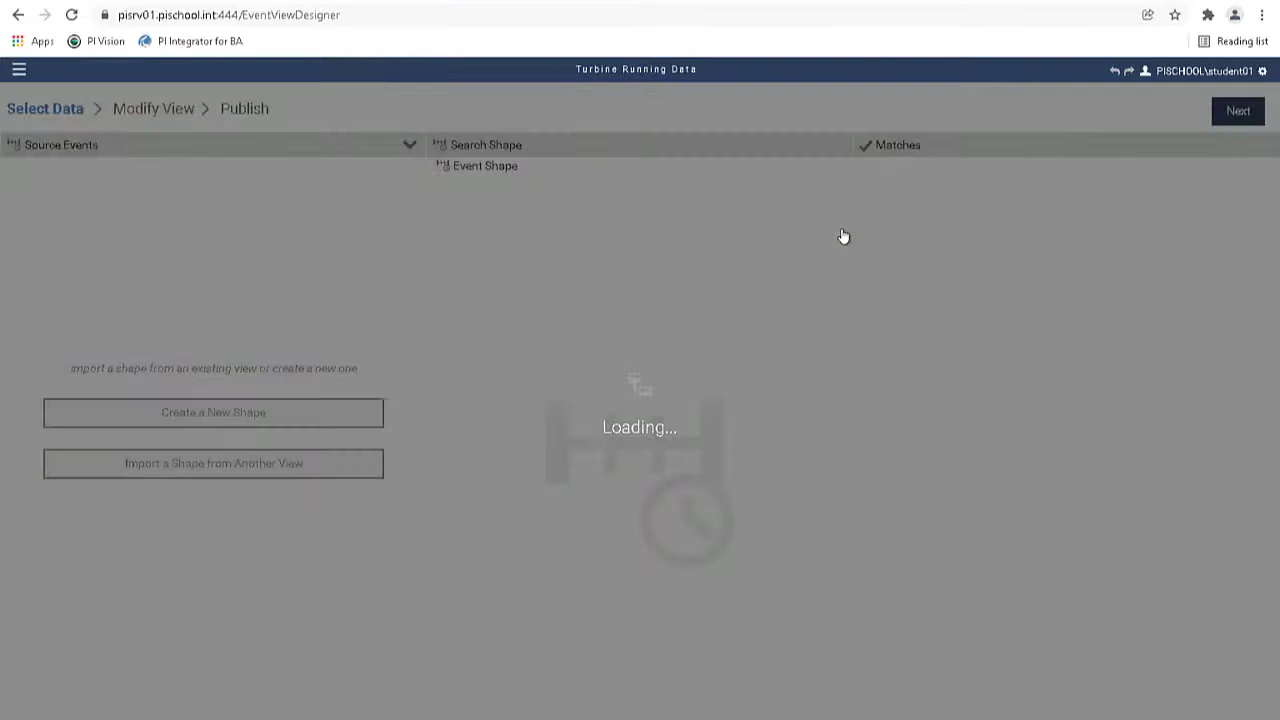 pisrv01.pischool.int:444/EventViewDesigner
Apps PI Vision PI Integrator for BA Reading list
Turbine Running Data
PISCHOOL\student01
Select Data > Modify View > Publish
Next
Source Events Search Shape Matches
Event Shape
Import a shape from an existing view or create a new one
Create a New Shape
Loading...
Import a Shape from Another View